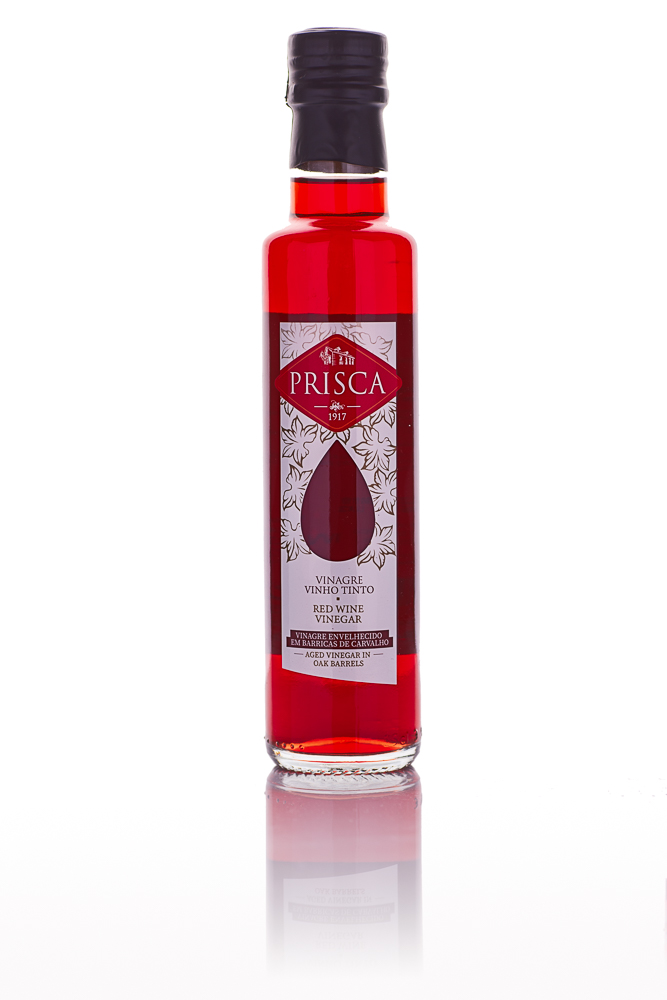 PRISCA
1917
VINAGRE
VINHO TINTO
RED WINE
VINEGAR
VINAGRE ENVELHECIDO
EM BARRICAS DE CARVALHO
AGED VINEGAR IN
OAK BARRELS